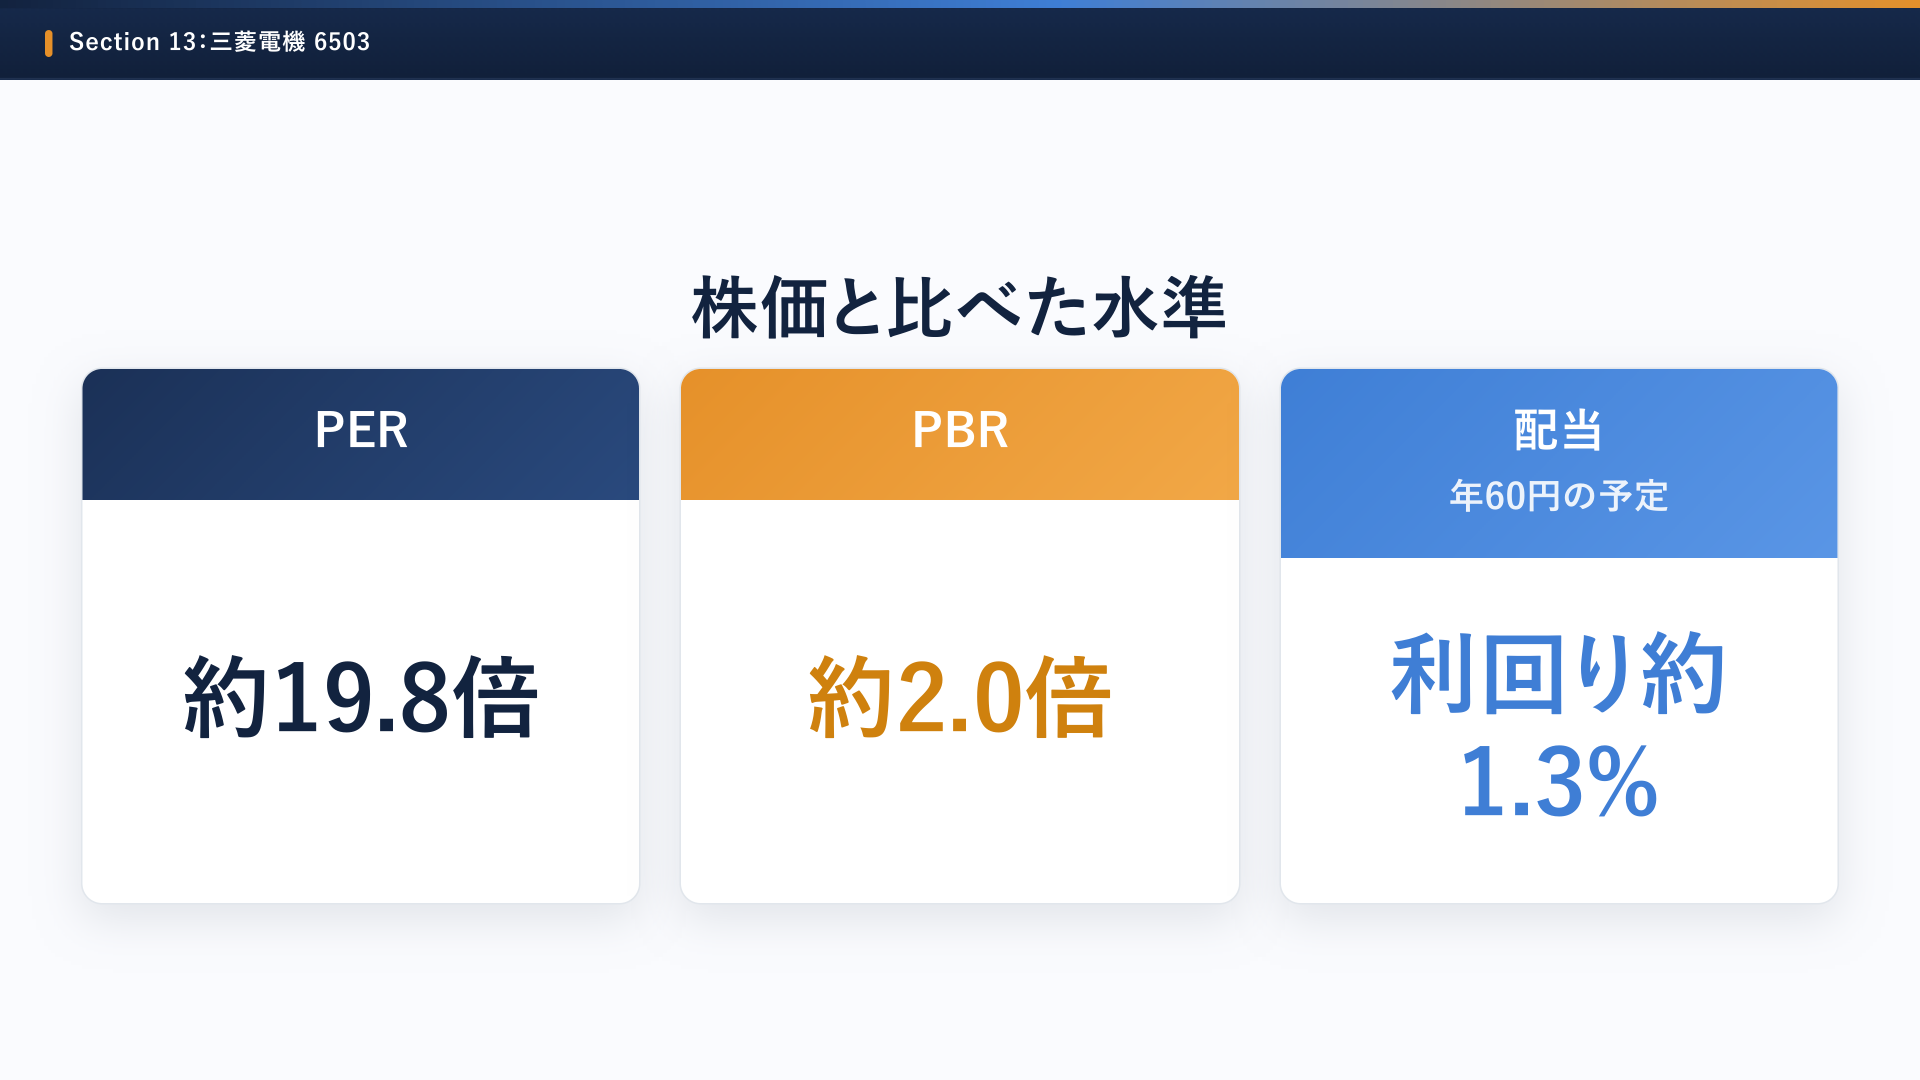 Section 13：三菱電機 6503
株価と比べた水準
PER
約19.8倍
PBR
約2.0倍
配当
年60円の予定
利回り約
1.3%